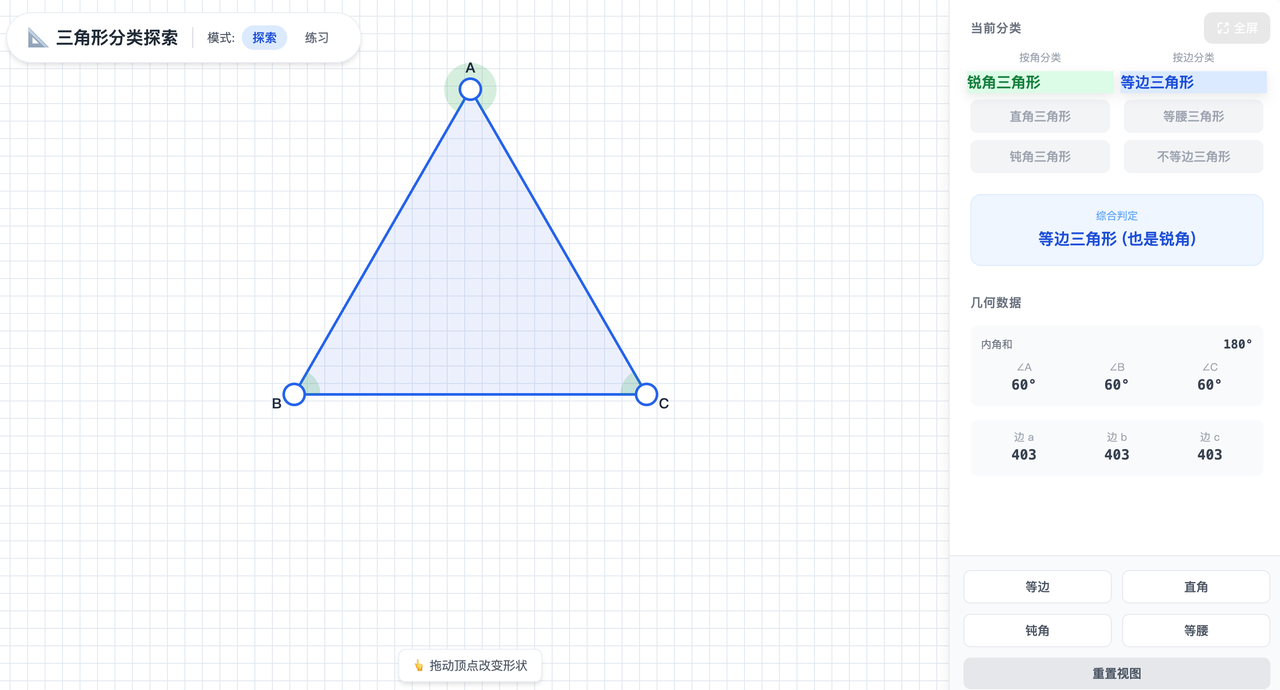 三角形分类探索 模式: 探索 练习
A
B
C
拖动顶点改变形状
当前分类 全屏
按角分类 按边分类
锐角三角形 等边三角形
直角三角形 等腰三角形
钝角三角形 不等边三角形
综合判定
等边三角形 (也是锐角)
几何数据
内角和 180°
∠A ∠B ∠C
60° 60° 60°
边 a 边 b 边 c
403 403 403
等边 直角
钝角 等腰
重置视图